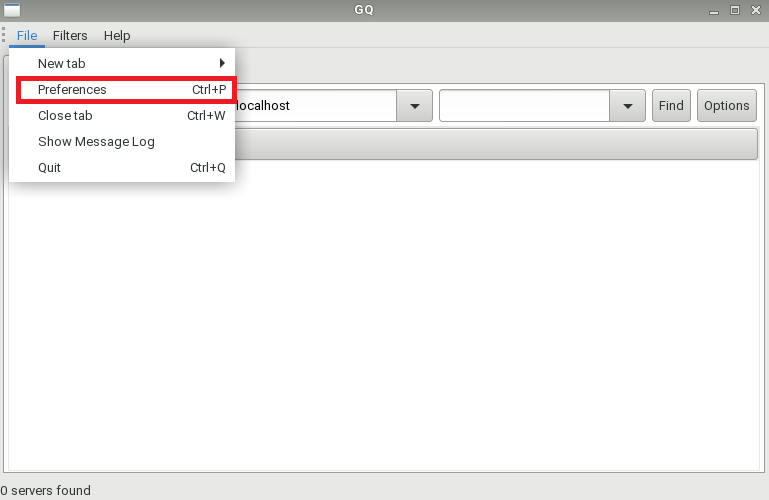 GQ
File Filters Help
New tab
Preferences Ctrl+P
Close tab Ctrl+W
Show Message Log
Quit Ctrl+Q
localhost
Find Options
0 servers found